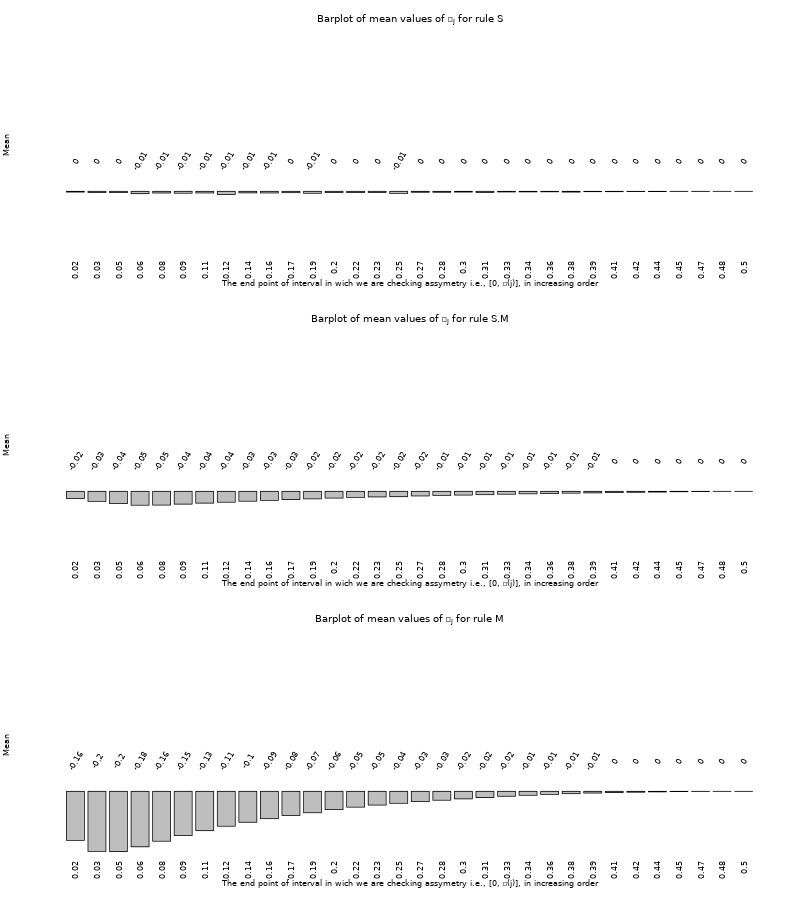 Barplot of mean values of □j for rule S
Mean
0 0 0 -0.01 -0.01 -0.01 -0.01 -0.01 -0.01 -0.01 0 -0.01 0 0 0 -0.01 0 0 0 0 0 0 0 0 0 0 0 0 0 0 0 0
0.02 0.03 0.05 0.06 0.08 0.09 0.11 0.12 0.14 0.16 0.17 0.19 0.2 0.22 0.23 0.25 0.27 0.28 0.3 0.31 0.33 0.34 0.36 0.38 0.39 0.41 0.42 0.44 0.45 0.47 0.48 0.5
The end point of interval in wich we are checking assymetry i.e., [0, □(j)], in increasing order
Barplot of mean values of □j for rule S.M
Mean
-0.02 -0.03 -0.04 -0.05 -0.05 -0.04 -0.04 -0.04 -0.03 -0.03 -0.03 -0.02 -0.02 -0.02 -0.02 -0.02 -0.02 -0.01 -0.01 -0.01 -0.01 -0.01 -0.01 -0.01 -0.01 0 0 0 0 0 0 0
0.02 0.03 0.05 0.06 0.08 0.09 0.11 0.12 0.14 0.16 0.17 0.19 0.2 0.22 0.23 0.25 0.27 0.28 0.3 0.31 0.33 0.34 0.36 0.38 0.39 0.41 0.42 0.44 0.45 0.47 0.48 0.5
The end point of interval in wich we are checking assymetry i.e., [0, □(j)], in increasing order
Barplot of mean values of □j for rule M
Mean
-0.16 -0.2 -0.2 -0.18 -0.16 -0.15 -0.13 -0.11 -0.1 -0.09 -0.08 -0.07 -0.06 -0.05 -0.05 -0.04 -0.03 -0.03 -0.02 -0.02 -0.02 -0.01 -0.01 -0.01 -0.01 0 0 0 0 0 0 0
0.02 0.03 0.05 0.06 0.08 0.09 0.11 0.12 0.14 0.16 0.17 0.19 0.2 0.22 0.23 0.25 0.27 0.28 0.3 0.31 0.33 0.34 0.36 0.38 0.39 0.41 0.42 0.44 0.45 0.47 0.48 0.5
The end point of interval in wich we are checking assymetry i.e., [0, □(j)], in increasing order